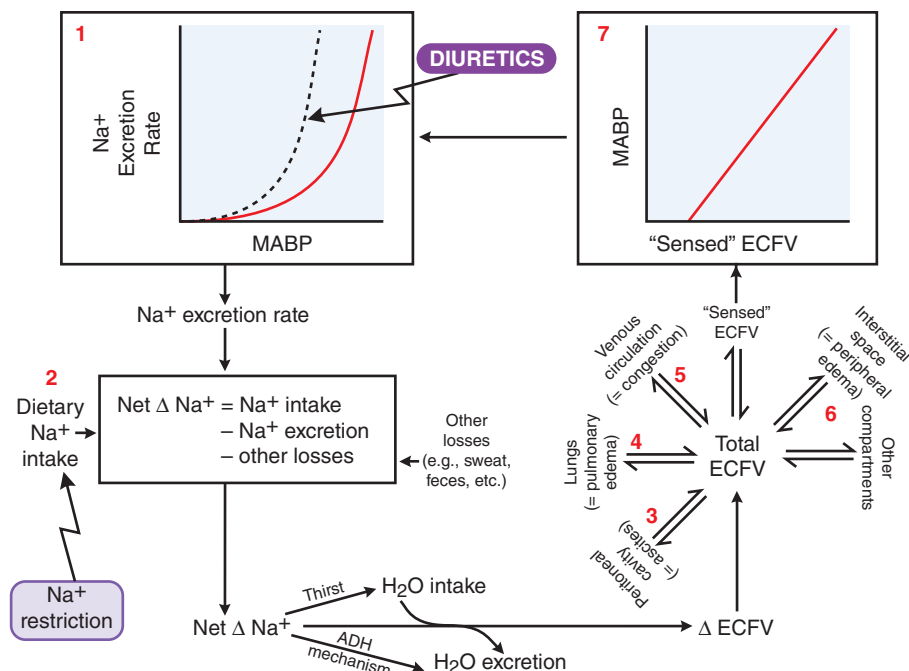 1
Na+
Excretion
Rate
MABP
DIURETICS
7
MABP
“Sensed” ECFV
Na+ excretion rate
2
Dietary
Na+
intake
Net Δ Na+ = Na+ intake
– Na+ excretion
– other losses
Other
losses
(e.g., sweat,
feces, etc.)
Na+
restriction
Net Δ Na+
Thirst
H2O intake
ADH
mechanism
H2O excretion
Δ ECFV
“Sensed”
ECFV
Venous
circulation
(= congestion)
5
Interstitial
space
(= peripheral
edema)
6
Lungs
(= pulmonary
edema)
4
Total
ECFV
Other
compartments
3
Peritoneal
cavity
(= ascites)